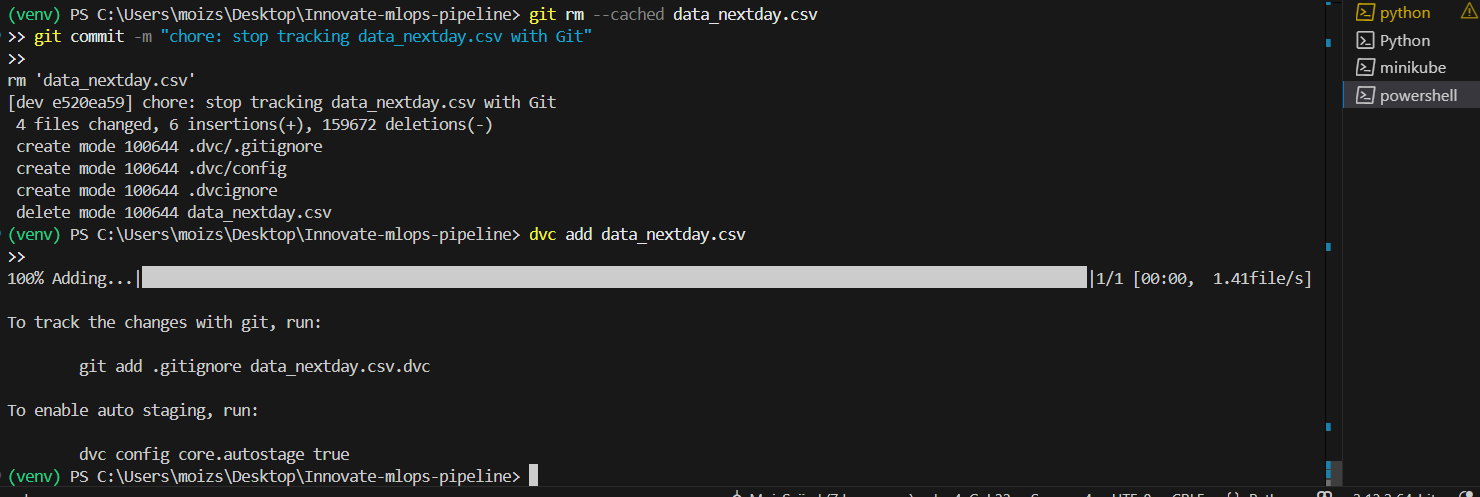 (venv) PS C:\Users\moizs\Desktop\Innovate-mlops-pipeline> git rm --cached data_nextday.csv
>> git commit -m "chore: stop tracking data_nextday.csv with Git"
>>
rm 'data_nextday.csv'
[dev e520ea59] chore: stop tracking data_nextday.csv with Git
4 files changed, 6 insertions(+), 159672 deletions(-)
create mode 100644 .dvc/.gitignore
create mode 100644 .dvc/config
create mode 100644 .dvcignore
delete mode 100644 data_nextday.csv
(venv) PS C:\Users\moizs\Desktop\Innovate-mlops-pipeline> dvc add data_nextday.csv
>>
100% Adding...| |1/1 [00:00, 1.41file/s]
To track the changes with git, run:
git add .gitignore data_nextday.csv.dvc
To enable auto staging, run:
dvc config core.autostage true
(venv) PS C:\Users\moizs\Desktop\Innovate-mlops-pipeline>
python
Python
minikube
powershell